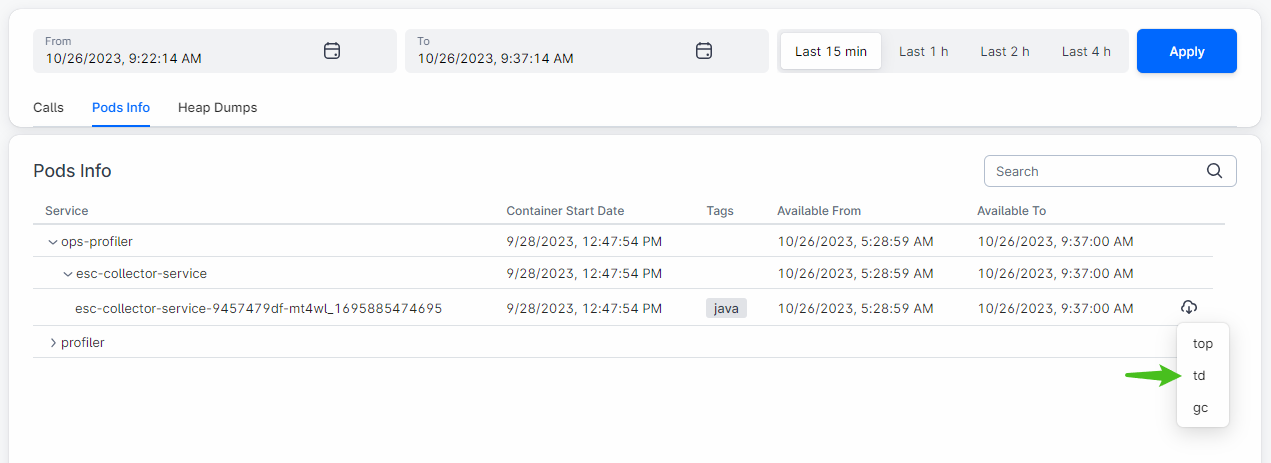 From To
10/26/2023, 9:22:14 AM 10/26/2023, 9:37:14 AM Last 15 min Last 1 h Last 2 h Last 4 h Apply
Calls Pods Info Heap Dumps
Pods Info Search
Service Container Start Date Tags Available From Available To
ops-profiler 9/28/2023, 12:47:54 PM 10/26/2023, 5:28:59 AM 10/26/2023, 9:37:00 AM
esc-collector-service 9/28/2023, 12:47:54 PM 10/26/2023, 5:28:59 AM 10/26/2023, 9:37:00 AM
esc-collector-service-9457479df-mt4wl_1695885474695 9/28/2023, 12:47:54 PM java 10/26/2023, 5:28:59 AM 10/26/2023, 9:37:00 AM
profiler top
td
gc